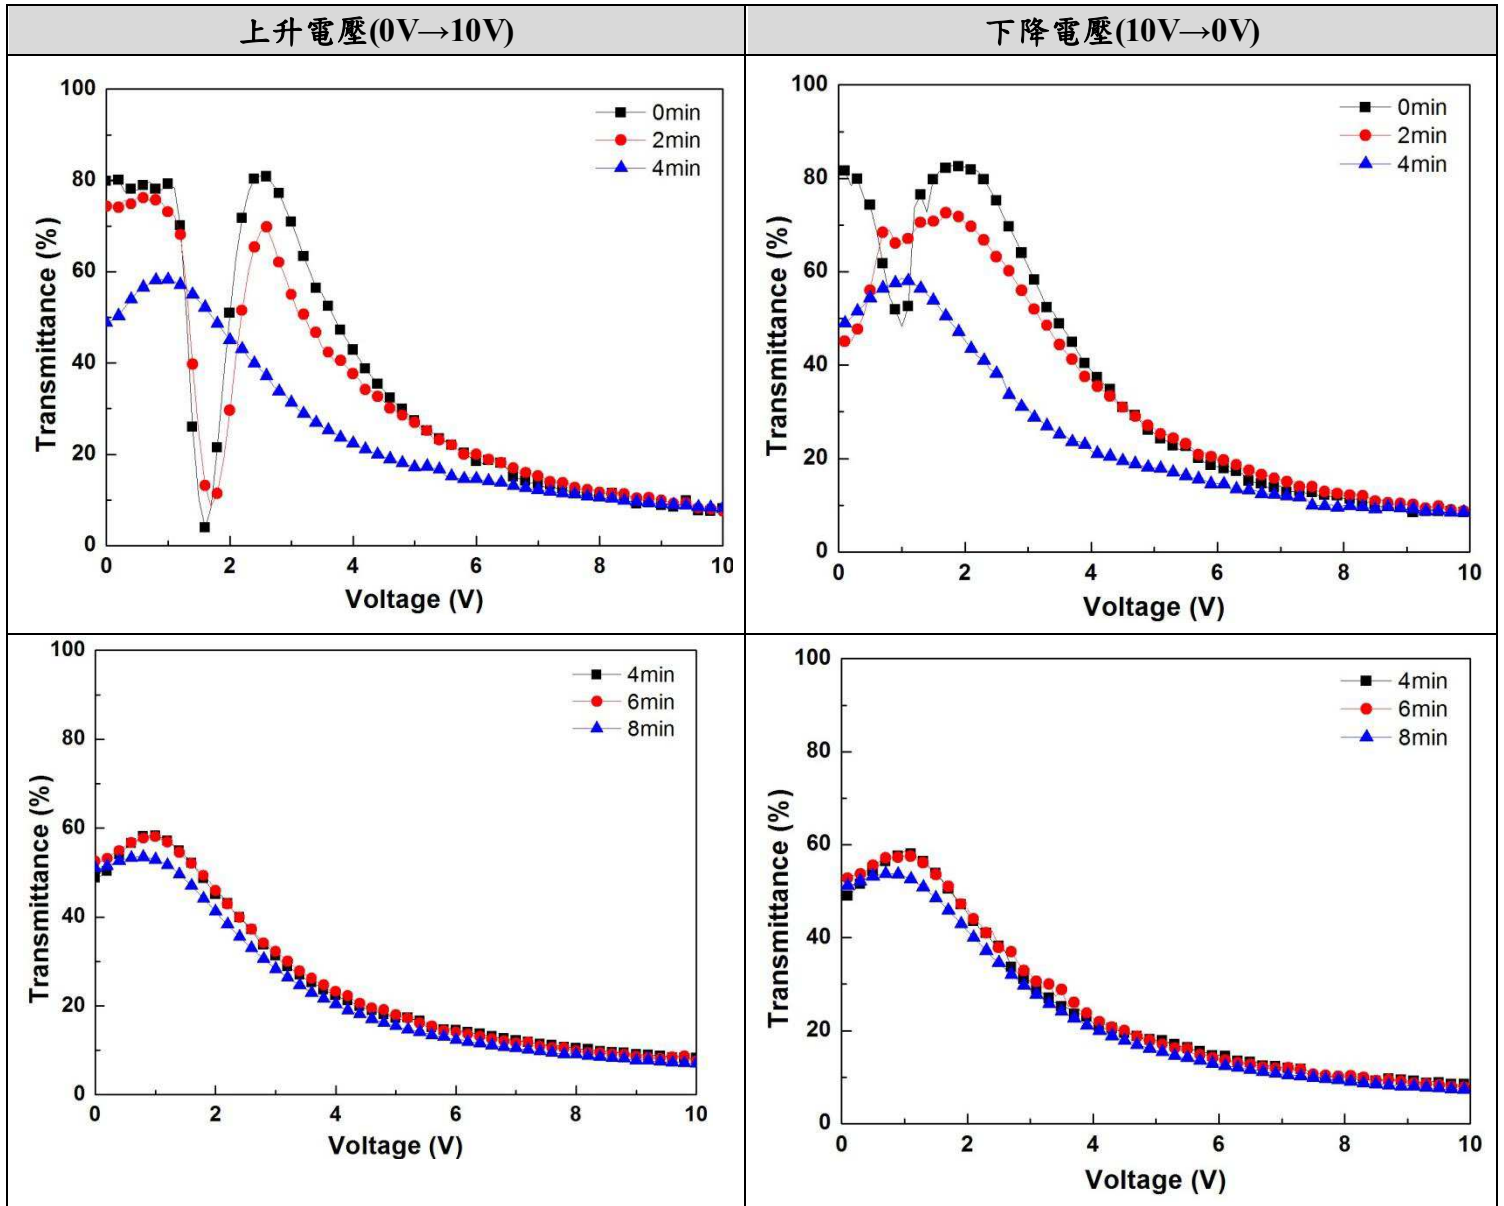 上升電壓(0V→10V)
下降電壓(10V→0V)
100
80
60
40
20
0
Transmittance (%)
0 2 4 6 8 10
Voltage (V)
0min
2min
4min
100
80
60
40
20
0
Transmittance (%)
0 2 4 6 8 10
Voltage (V)
0min
2min
4min
100
80
60
40
20
0
Transmittance (%)
0 2 4 6 8 10
Voltage (V)
4min
6min
8min
100
80
60
40
20
0
Transmittance (%)
0 2 4 6 8 10
Voltage (V)
4min
6min
8min